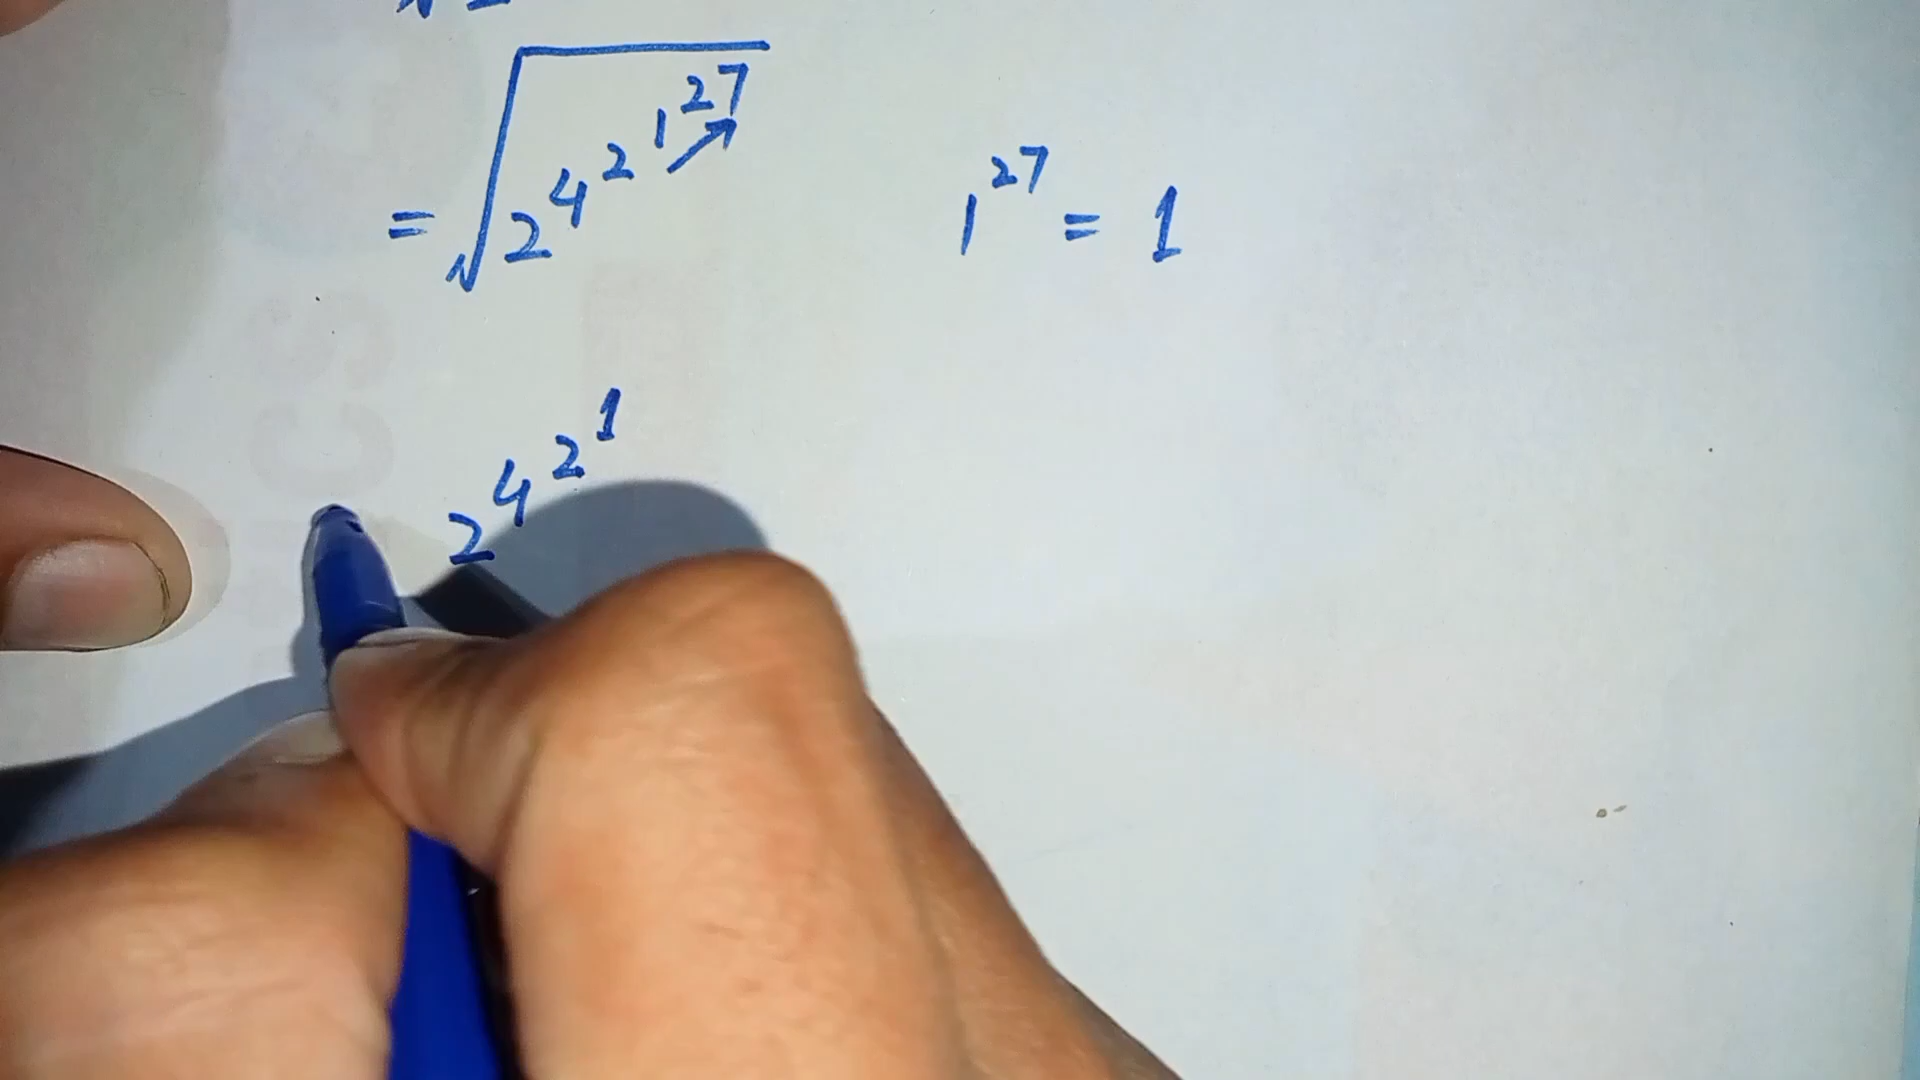 = √2^4^2^1^27
1^27 = 1
2^4^2^1